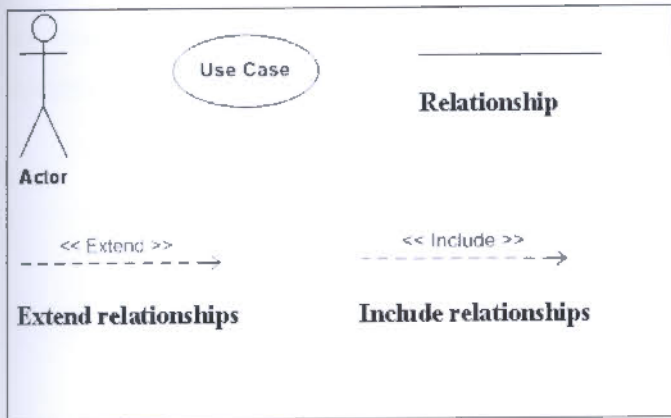 Use Case
Relationship
Actor
<< Extend >>
<< Include >>
Extend relationships
Include relationships